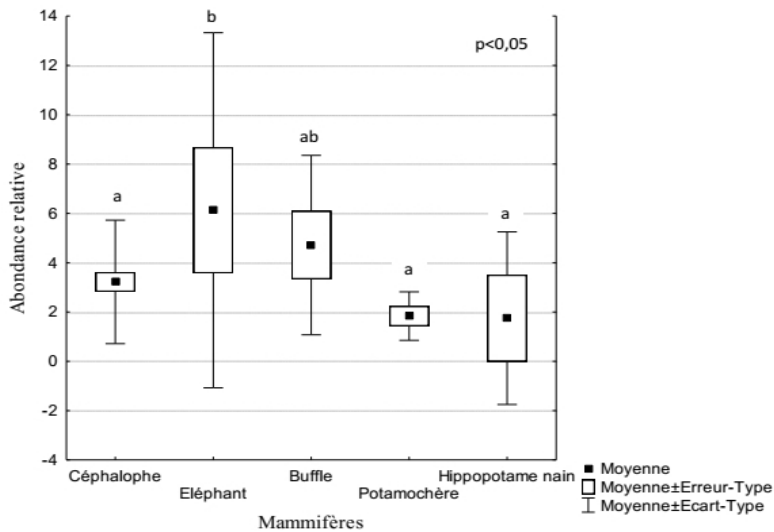 14
12
10
8
6
4
2
0
-2
-4
Abondance relative
a
b
ab
a
a
p<0,05
Céphalophe
Eléphant
Buffle
Potamochère
Hippopotame nain
Mammifères
Moyenne
Moyenne±Erreur-Type
Moyenne±Ecart-Type